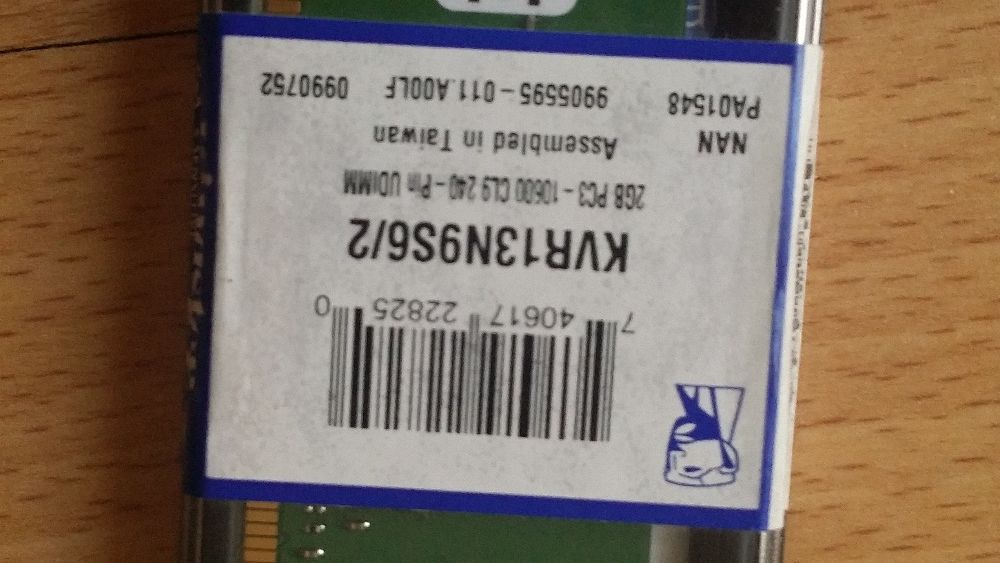 7 40617 22825 0
KVR13N9S6/2
2GB PC3-10600 CL9 240-Pin UDIMM
NAN Assembled in Taiwan
PA01548 9905595-011.A00LF 0990752